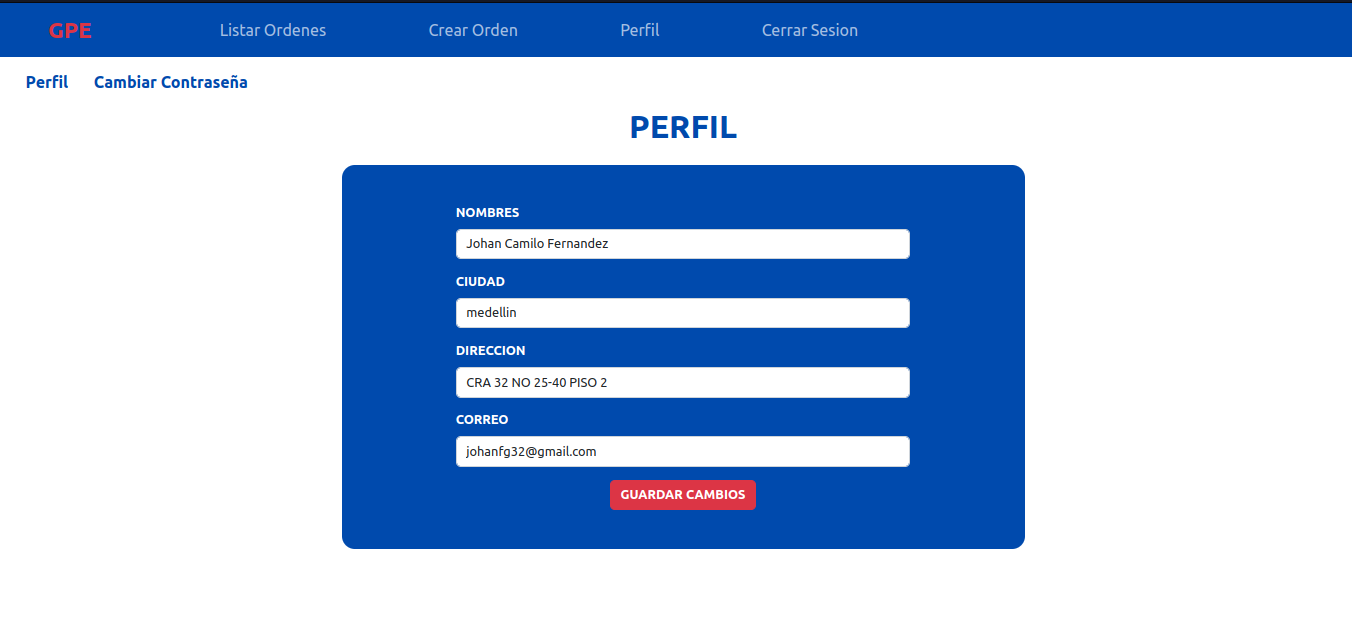 GPE Listar Ordenes Crear Orden Perfil Cerrar Sesion
Perfil Cambiar Contraseña
PERFIL
NOMBRES
Johan Camilo Fernandez
CIUDAD
medellin
DIRECCION
CRA 32 NO 25-40 PISO 2
CORREO
johanfg32@gmail.com
GUARDAR CAMBIOS